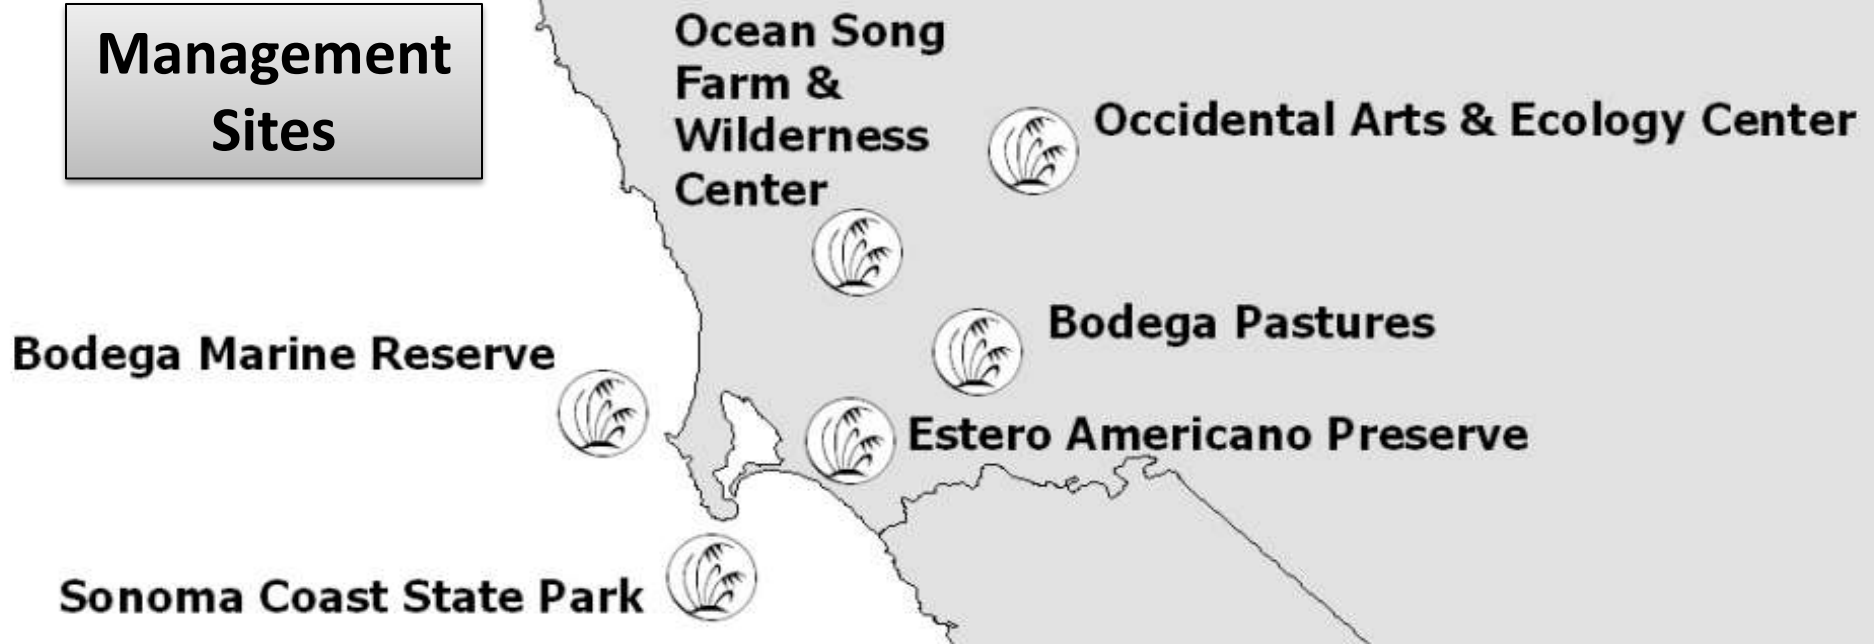 Management
Sites
Ocean Song
Farm &
Wilderness
Center
Occidental Arts & Ecology Center
Bodega Pastures
Bodega Marine Reserve
Estero Americano Preserve
Sonoma Coast State Park